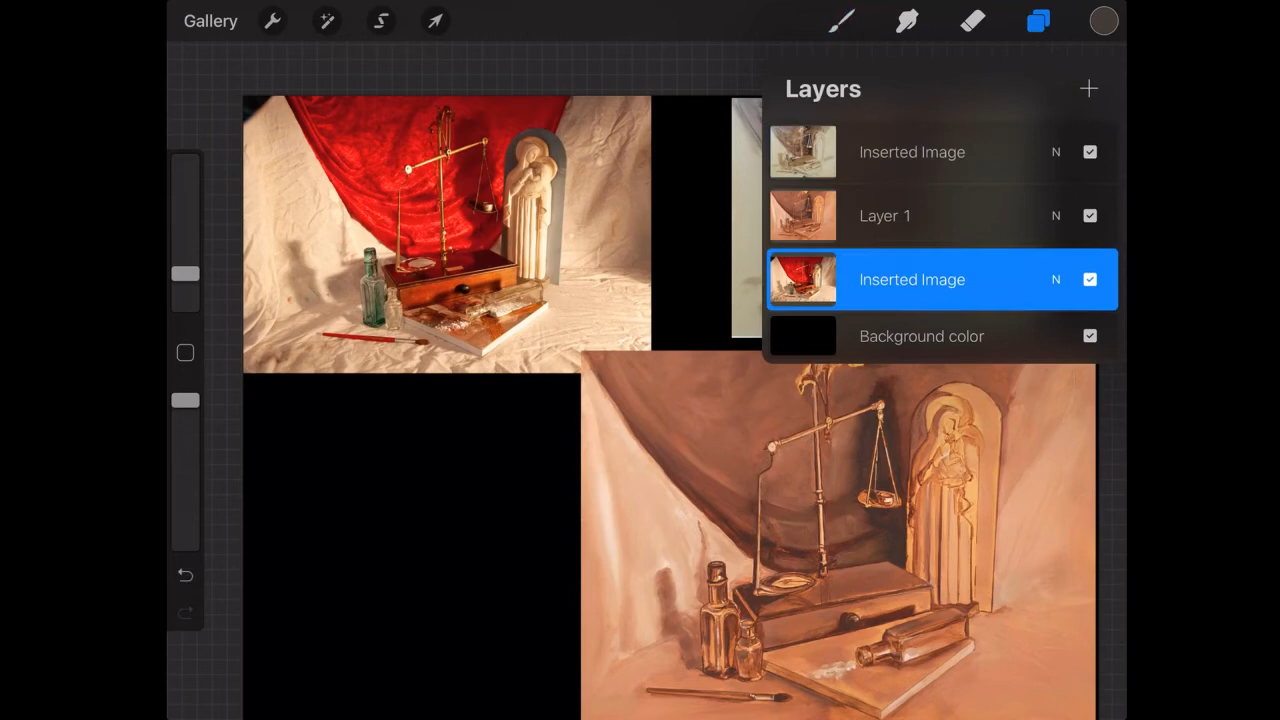 Gallery
Layers
Inserted Image N
Layer 1 N
Inserted Image N
Background color